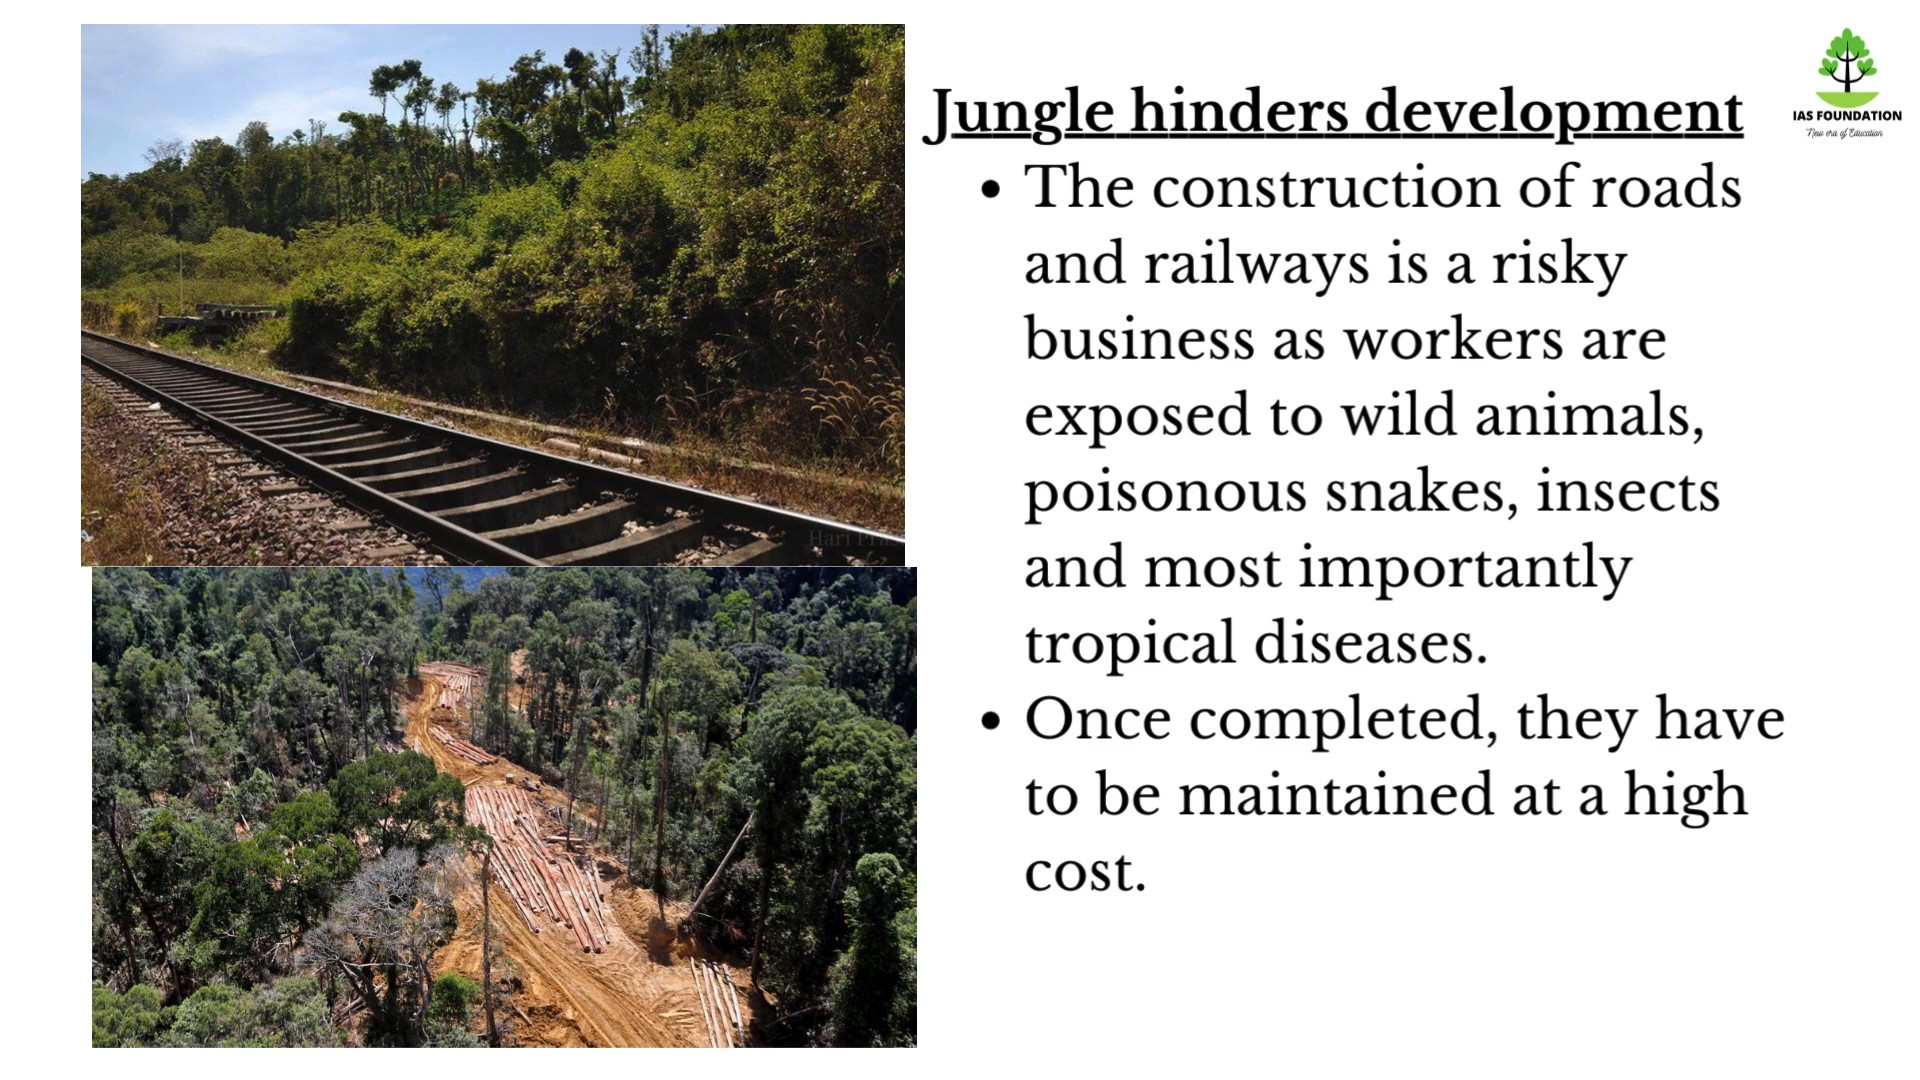 Jungle hinders development
• The construction of roads
and railways is a risky
business as workers are
exposed to wild animals,
poisonous snakes, insects
and most importantly
tropical diseases.
• Once completed, they have
to be maintained at a high
cost.
IAS FOUNDATION
New era of Education
Hari